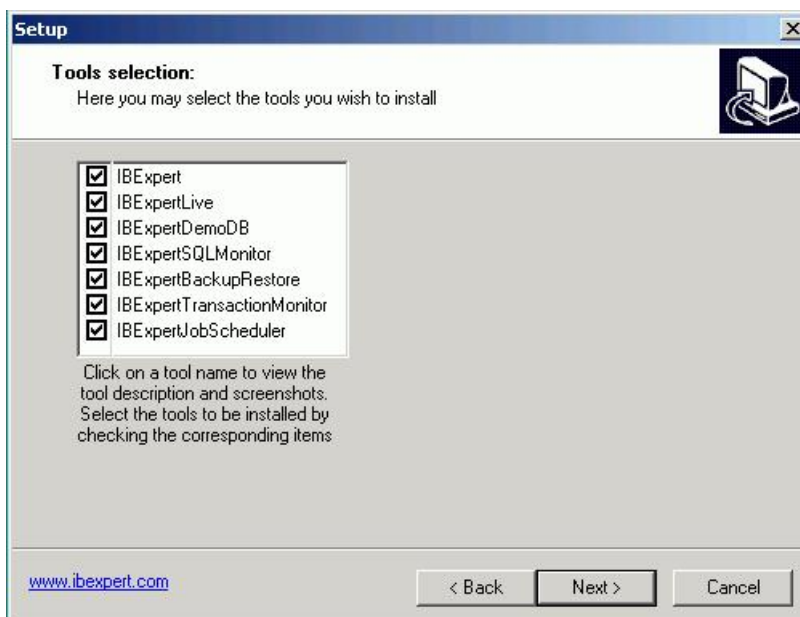 Setup
Tools selection:
Here you may select the tools you wish to install
IBExpert
IBExpertLive
IBExpertDemoDB
IBExpertSQLMonitor
IBExpertBackupRestore
IBExpertTransactionMonitor
IBExpertJobScheduler
Click on a tool name to view the
tool description and screenshots.
Select the tools to be installed by
checking the corresponding items
www.ibexpert.com
< Back
Next >
Cancel